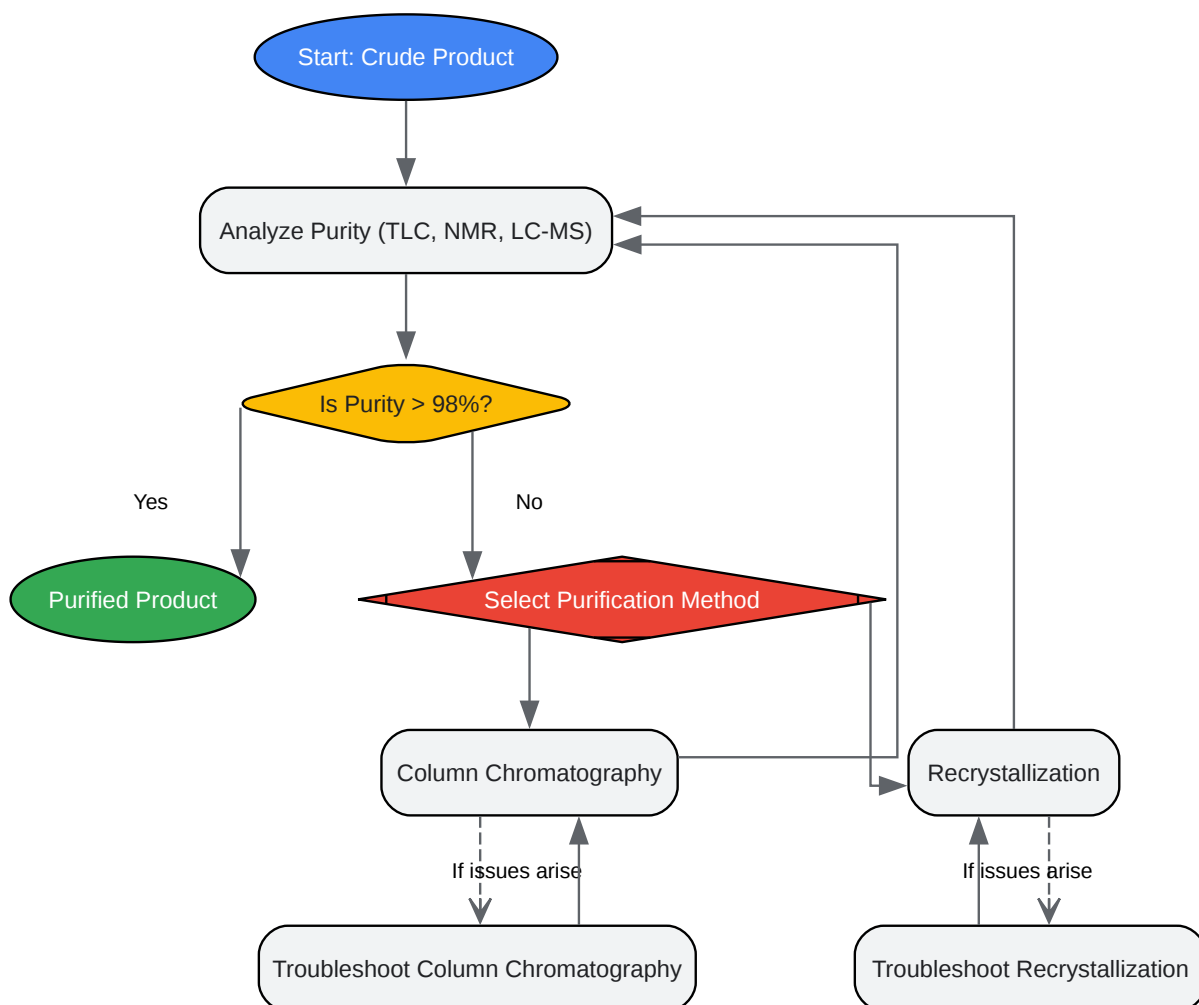 Start: Crude Product
Analyze Purity (TLC, NMR, LC-MS)
Is Purity > 98%?
Yes
No
Purified Product
Select Purification Method
Column Chromatography
Recrystallization
If issues arise
If issues arise
Troubleshoot Column Chromatography
Troubleshoot Recrystallization